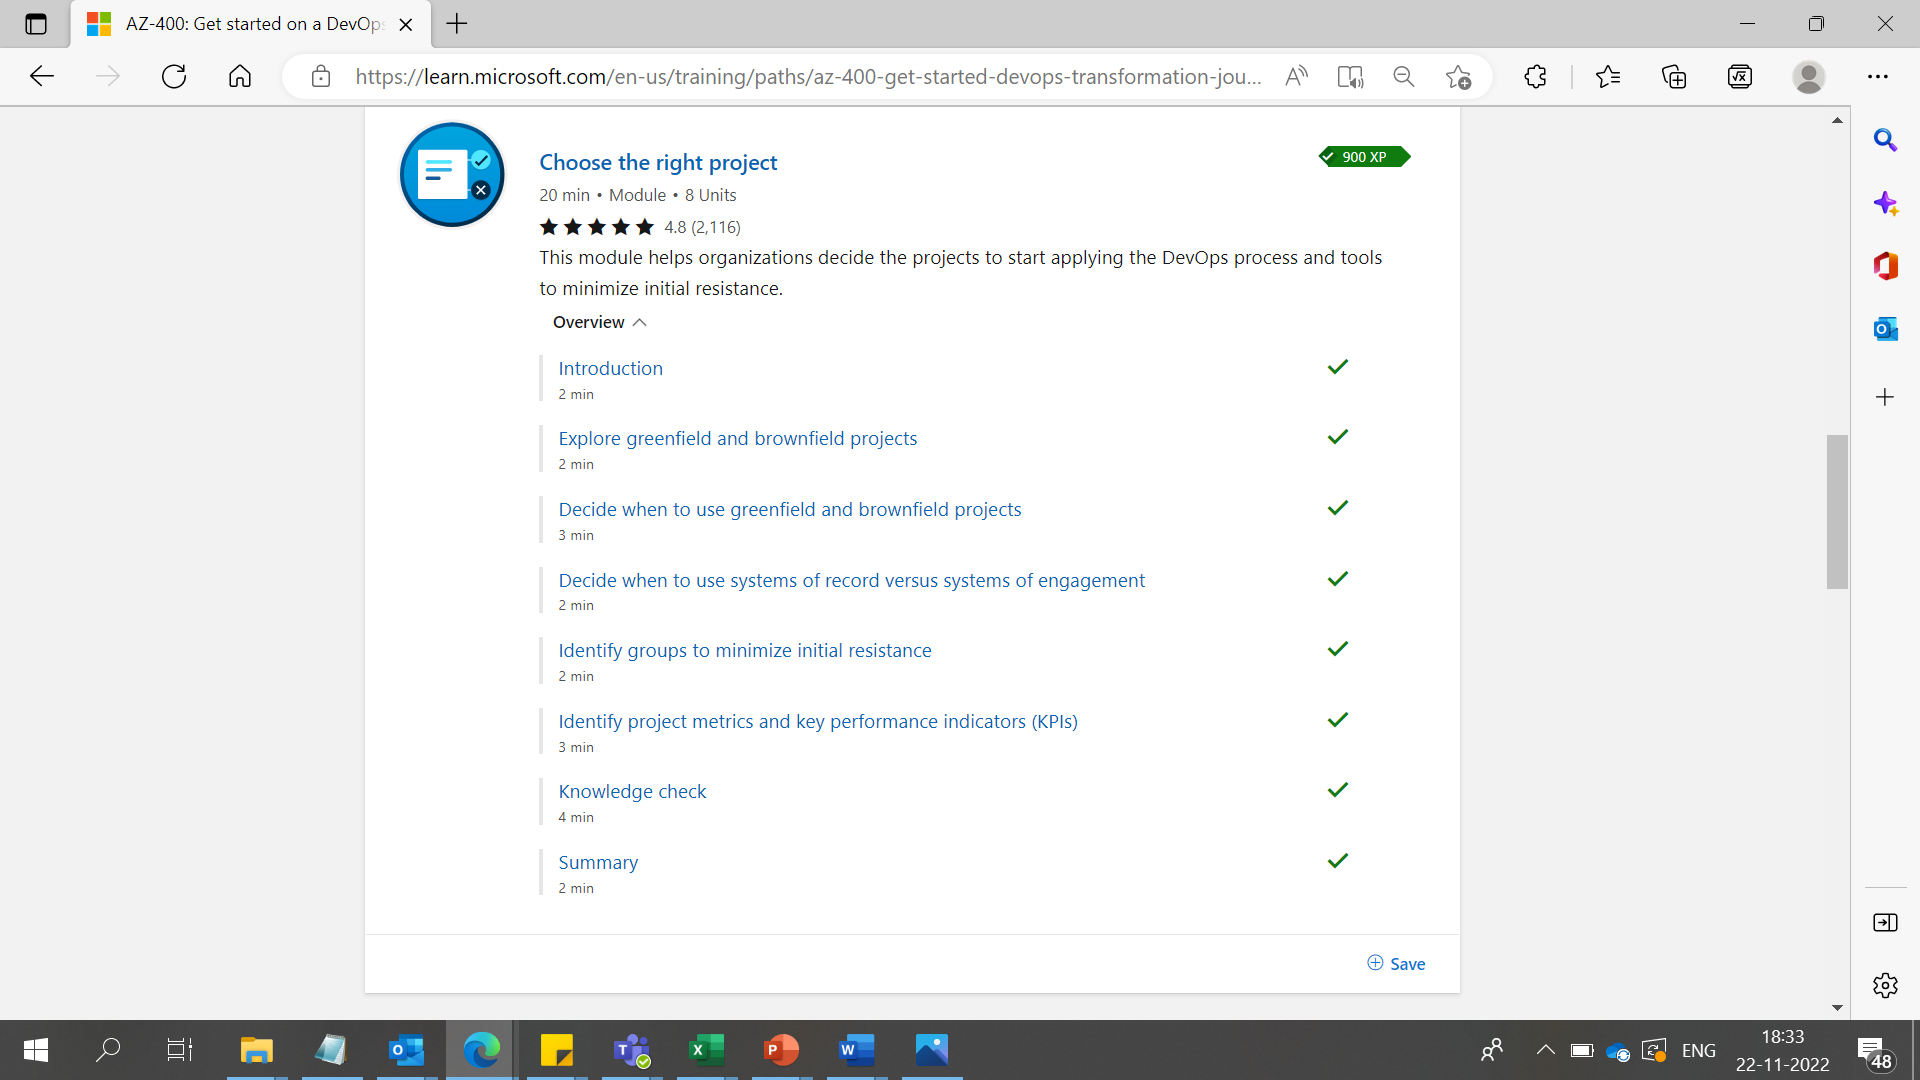 AZ-400: Get started on a DevOps
https://learn.microsoft.com/en-us/training/paths/az-400-get-started-devops-transformation-jou...
Choose the right project
900 XP
20 min • Module • 8 Units
4.8 (2,116)
This module helps organizations decide the projects to start applying the DevOps process and tools
to minimize initial resistance.
Overview
Introduction
2 min
Explore greenfield and brownfield projects
2 min
Decide when to use greenfield and brownfield projects
3 min
Decide when to use systems of record versus systems of engagement
2 min
Identify groups to minimize initial resistance
2 min
Identify project metrics and key performance indicators (KPIs)
3 min
Knowledge check
4 min
Summary
2 min
Save
ENG
18:33
22-11-2022
48